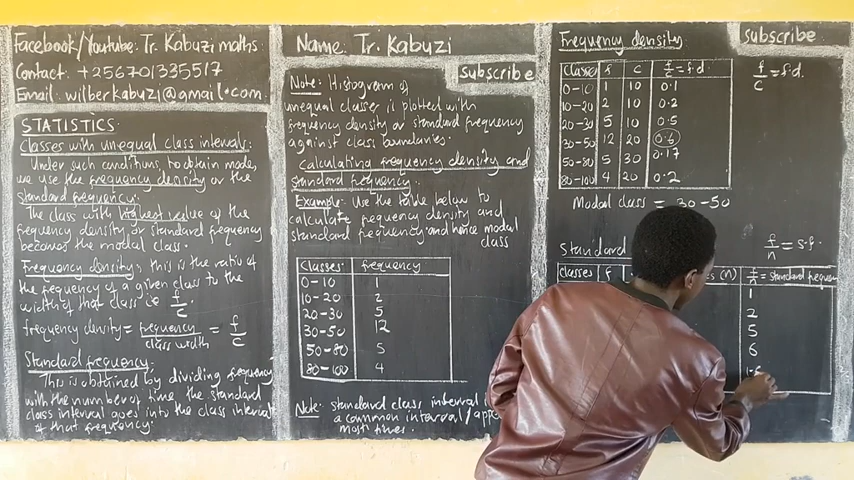 Facebook/Youtube: Tr. Kabuzi maths
Contact: +256701335517
Email: wilberkabuzi@gmail.com
STATISTICS
Classes with unequal class interval:
Under such conditions, to obtain mode,
we use the frequency density or the
standard frequency.
The class with highest value of the
frequency density or standard frequency
becomes the modal class.
Frequency density: this is the ratio of
the frequency of a given class to the
width of that class i.e f/c
frequency density = frequency/class width = f/c
Standard frequency:
This is obtained by dividing frequency
with the number of time the standard
class interval goes into the class interval
of that frequency.
Name: Tr. Kabuzi
subscribe
Note: Histogram of
unequal classes is plotted with
frequency density or standard frequency
against class boundaries.
Calculating frequency density and
standard frequency:
Example: Use the table below to
calculate frequency density and
standard frequency and hence modal
class
Classes frequency
0-10 1
10-20 2
20-30 5
30-50 12
50-80 5
80-100 4
Note: standard class interval
a common interval/
most times.
Frequency density:
subscribe
Classes f c f/c = f.d.
0-10 1 10 0.1
10-20 2 10 0.2
20-30 5 10 0.5
30-50 12 20 0.6
50-80 5 30 0.17
80-100 4 20 0.2
f/c = f.d.
Modal class = 30-50
Standard
f/n = s.f.
Classes f (n) f/n = standard frequen
1
2
5
6